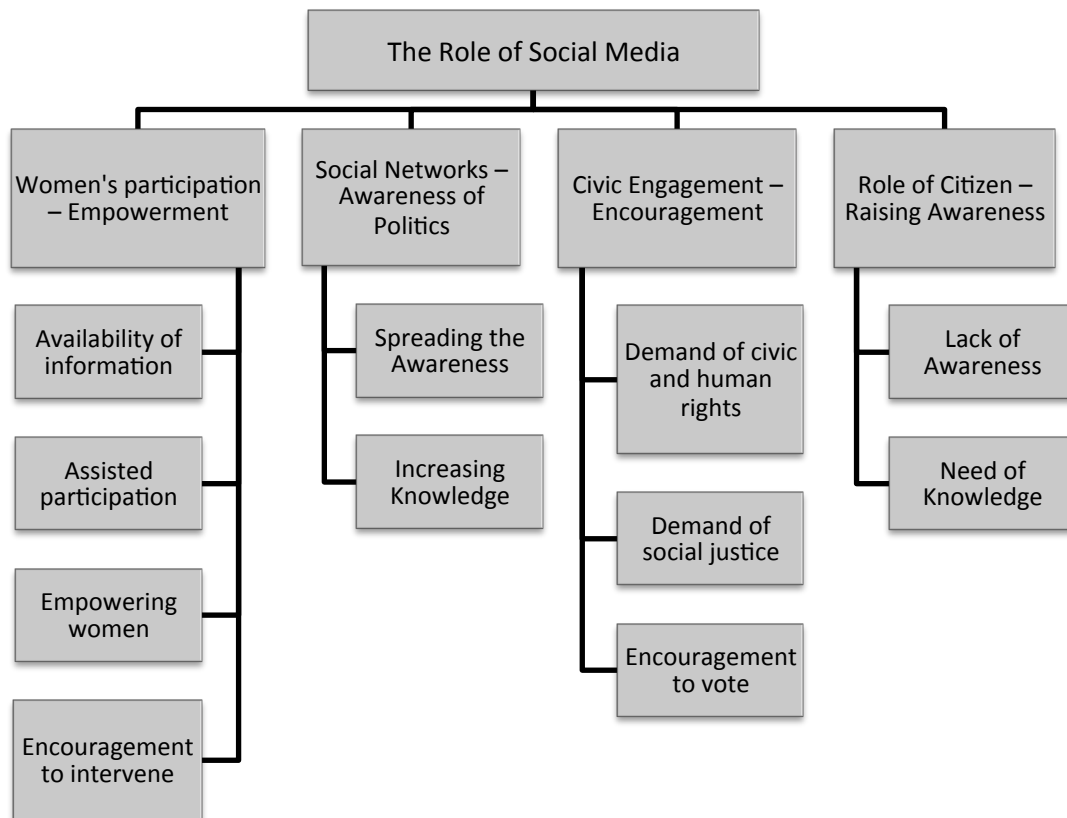 The Role of Social Media
Women's participation
– Empowerment
Availability of
information
Assisted
participation
Empowering
women
Encouragement
to intervene
Social Networks –
Awareness of
Politics
Spreading the
Awareness
Increasing
Knowledge
Civic Engagement –
Encouragement
Demand of civic
and human
rights
Demand of
social justice
Encouragement
to vote
Role of Citizen –
Raising Awareness
Lack of
Awareness
Need of
Knowledge